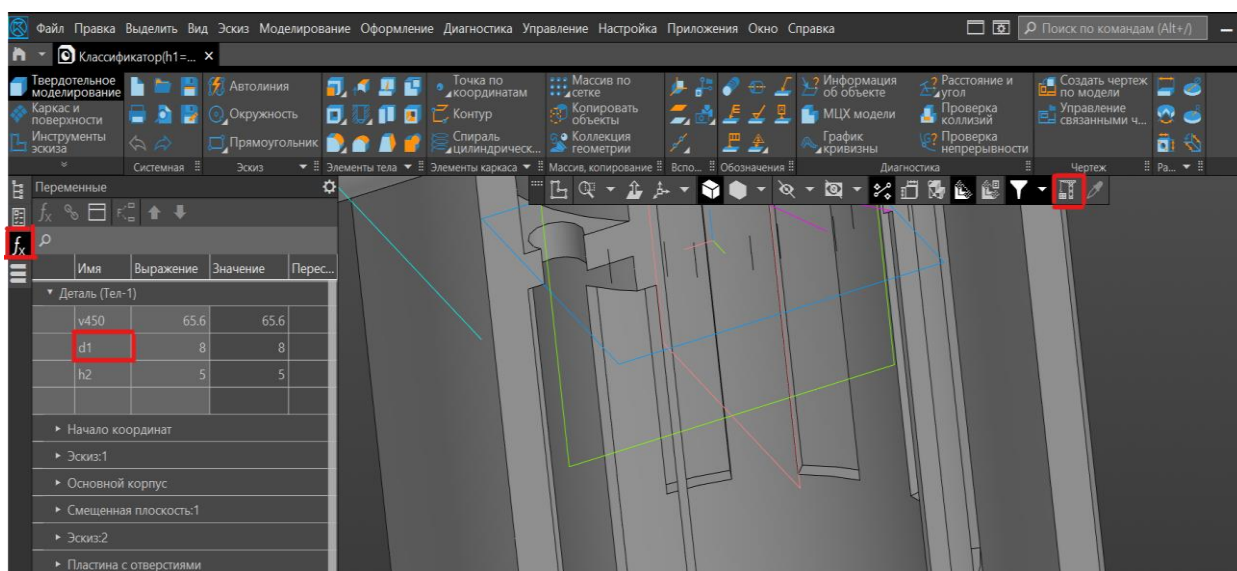 Файл Правка Выделить Вид Эскиз Моделирование Оформление Диагностика Управление Настройка Приложения Окно Справка
Поиск по командам (Alt+/)
Классификатор(h1=...
Твердотельное моделирование
Каркас и поверхности
Инструменты эскиза
Системная
Автолиния
Окружность
Прямоугольник
Эскиз
Элементы тела
Точка по координатам
Контур
Спираль цилиндрическ...
Элементы каркаса
Массив по сетке
Копировать объекты
Коллекция геометрии
Массив, копирование
Вспо...
Обозначения
Информация об объекте
МЦХ модели
График кривизны
Расстояние и угол
Проверка коллизий
Проверка непрерывности
Диагностика
Создать чертеж по модели
Управление связанными ч...
Чертеж
Ра...
Переменные
fx
fx
Имя Выражение Значение Перес...
Деталь (Тел-1)
v450 65.6 65.6
d1 8 8
h2 5 5
Начало координат
Эскиз:1
Основной корпус
Смещенная плоскость:1
Эскиз:2
Пластина с отверстиями